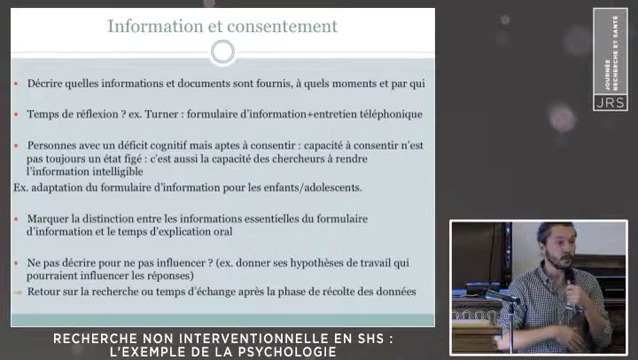 Information et consentement
Décrire quelles informations et documents sont fournis, à quels moments et par qui
Temps de réflexion ? ex. Turner : formulaire d'information+entretien téléphonique
Personnes avec un déficit cognitif mais aptes à consentir : capacité à consentir n'est
pas toujours un état figé : c'est aussi la capacité des chercheurs à rendre
l'information intelligible
Ex. adaptation du formulaire d'information pour les enfants/adolescents.
Marquer la distinction entre les informations essentielles du formulaire
d'information et le temps d'explication oral
Ne pas décrire pour ne pas influencer ? (ex. donner ses hypothèses de travail qui
pourraient influencer les réponses)
Retour sur la recherche ou temps d'échange après la phase de récolte des données
JOURNÉE
RECHERCHE ET SANTÉ
JRS
RECHERCHE NON INTERVENTIONNELLE EN SHS :
L'EXEMPLE DE LA PSYCHOLOGIE